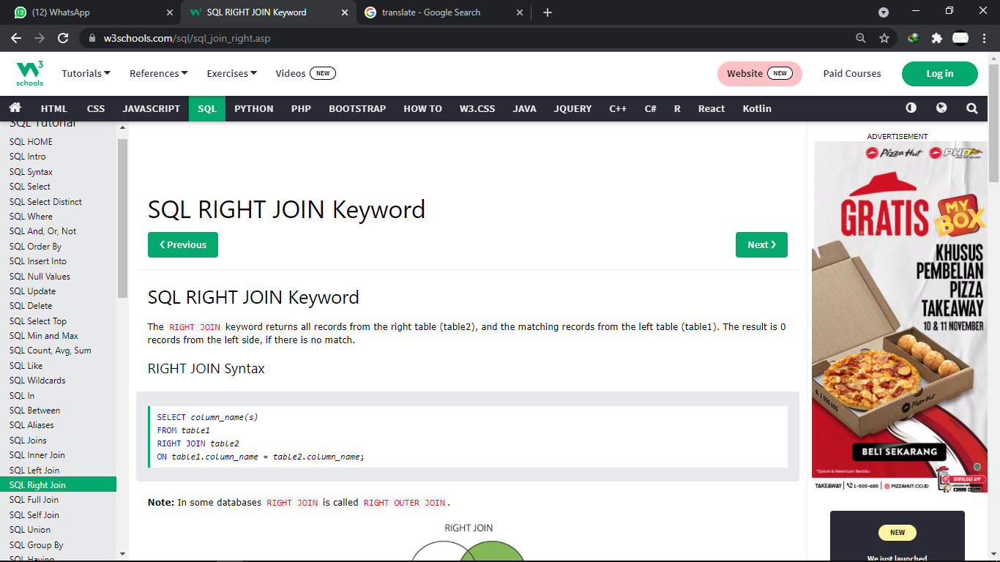 (12) WhatsApp
SQL RIGHT JOIN Keyword
translate - Google Search
w3schools.com/sql/sql_join_right.asp
W3 schools
Tutorials
References
Exercises
Videos NEW
Website NEW
Paid Courses
Log in
HTML CSS JAVASCRIPT SQL PYTHON PHP BOOTSTRAP HOW TO W3.CSS JAVA JQUERY C++ C# R React Kotlin
SQL Tutorial
SQL HOME
SQL Intro
SQL Syntax
SQL Select
SQL Select Distinct
SQL Where
SQL And, Or, Not
SQL Order By
SQL Insert Into
SQL Null Values
SQL Update
SQL Delete
SQL Select Top
SQL Min and Max
SQL Count, Avg, Sum
SQL Like
SQL Wildcards
SQL In
SQL Between
SQL Aliases
SQL Joins
SQL Inner Join
SQL Left Join
SQL Right Join
SQL Full Join
SQL Self Join
SQL Union
SQL Group By
SQL Having
SQL RIGHT JOIN Keyword
❮ Previous
Next ❯
SQL RIGHT JOIN Keyword
The RIGHT JOIN keyword returns all records from the right table (table2), and the matching records from the left table (table1). The result is 0
records from the left side, if there is no match.
RIGHT JOIN Syntax
SELECT column_name(s)
FROM table1
RIGHT JOIN table2
ON table1.column_name = table2.column_name;
Note: In some databases RIGHT JOIN is called RIGHT OUTER JOIN.
RIGHT JOIN
ADVERTISEMENT
Pizza Hut PHD
GRATIS
MY BOX
KHUSUS
PEMBELIAN
PIZZA
TAKEAWAY
10 & 11 NOVEMBER
1 500 600
Pizza Hut
BELI SEKARANG
*Syarat & Ketentuan Berlaku
DOWNLOAD APP
TAKEAWAY 1-500-600 PIZZAHUT.CO.ID
NEW
We just launched